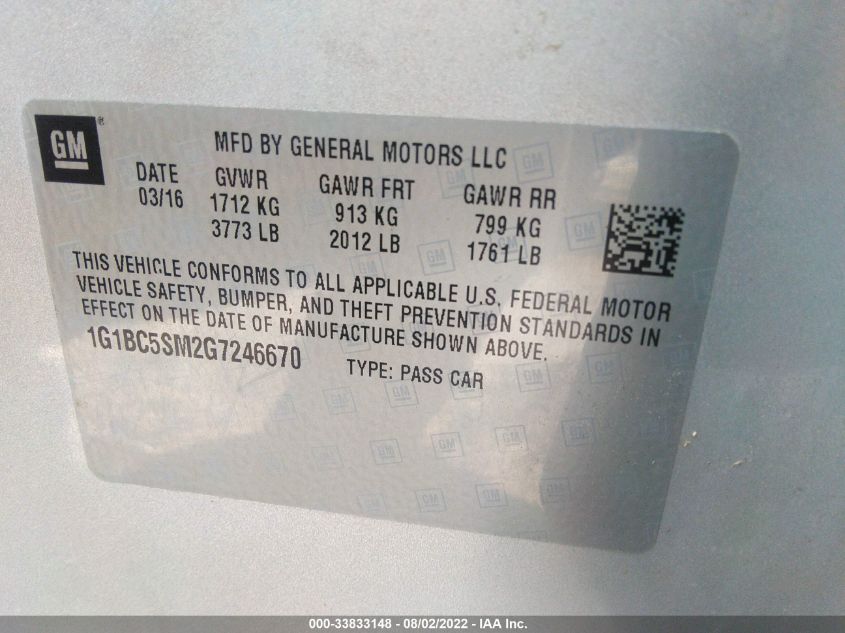 GM ®
MFD BY GENERAL MOTORS LLC
DATE GVWR GAWR FRT GAWR RR
03/16 1712 KG 913 KG 799 KG
3773 LB 2012 LB 1761 LB
THIS VEHICLE CONFORMS TO ALL APPLICABLE U.S. FEDERAL MOTOR
VEHICLE SAFETY, BUMPER, AND THEFT PREVENTION STANDARDS IN
EFFECT ON THE DATE OF MANUFACTURE SHOWN ABOVE.
1G1BC5SM2G7246670 TYPE: PASS CAR
000-33833148 - 08/02/2022 - IAA Inc.